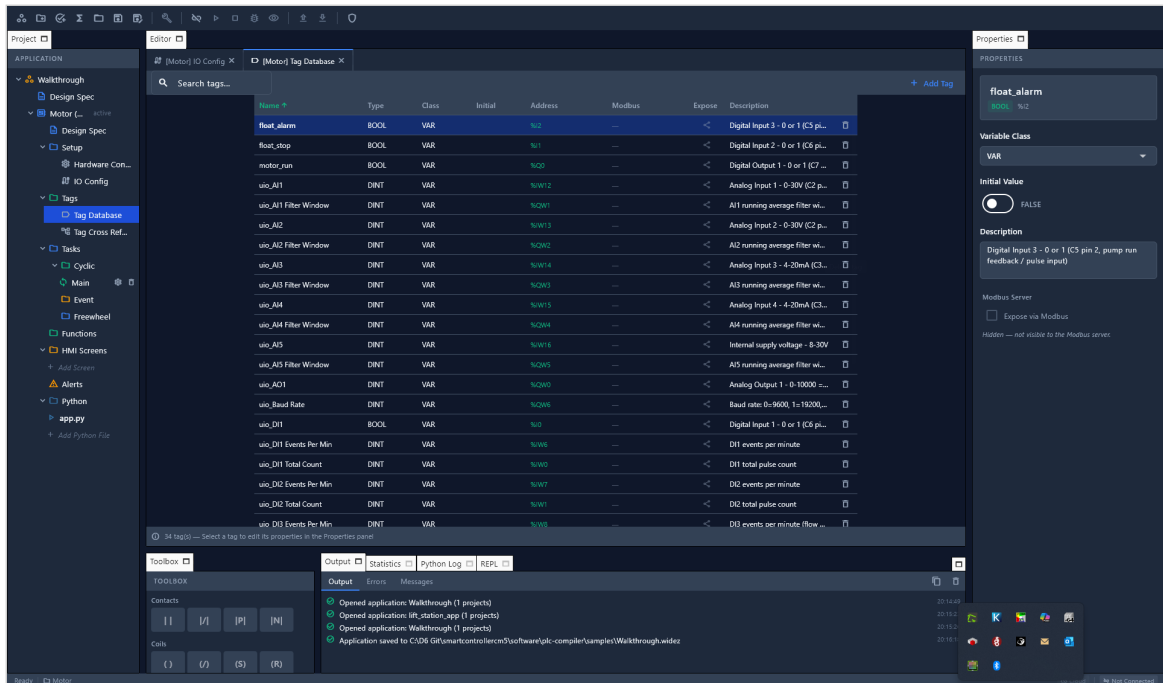 Project
Editor
Properties
APPLICATION
Walkthrough
Design Spec
Motor (... active
Design Spec
Setup
Hardware Con...
IO Config
Tags
Tag Database
Tag Cross Ref...
Tasks
Cyclic
Main
Event
Freewheel
Functions
HMI Screens
+ Add Screen
Alerts
Python
app.py
+ Add Python File
[Motor] IO Config ×
[Motor] Tag Database ×
Search tags...
+ Add Tag
Name ↑ Type Class Initial Address Modbus Expose Description
float_alarm BOOL VAR %I2 — Digital Input 3 - 0 or 1 (C5 pi...
float_stop BOOL VAR %I1 — Digital Input 2 - 0 or 1 (C6 pi...
motor_run BOOL VAR %Q0 — Digital Output 1 - 0 or 1 (C7 ...
uio_AI1 DINT VAR %IW12 — Analog Input 1 - 0-30V (C2 p...
uio_AI1 Filter Window DINT VAR %QW1 — AI1 running average filter wi...
uio_AI2 DINT VAR %IW13 — Analog Input 2 - 0-30V (C2 p...
uio_AI2 Filter Window DINT VAR %QW2 — AI2 running average filter wi...
uio_AI3 DINT VAR %IW14 — Analog Input 3 - 4-20mA (C3...
uio_AI3 Filter Window DINT VAR %QW3 — AI3 running average filter wi...
uio_AI4 DINT VAR %IW15 — Analog Input 4 - 4-20mA (C3...
uio_AI4 Filter Window DINT VAR %QW4 — AI4 running average filter wi...
uio_AI5 DINT VAR %IW16 — Internal supply voltage - 8-30V
uio_AI5 Filter Window DINT VAR %QW5 — AI5 running average filter wi...
uio_AO1 DINT VAR %QW0 — Analog Output 1 - 0-10000 =...
uio_Baud Rate DINT VAR %QW6 — Baud rate: 0=9600, 1=19200,...
uio_DI1 BOOL VAR %I0 — Digital Input 1 - 0 or 1 (C6 pi...
uio_DI1 Events Per Min DINT VAR %IW6 — DI1 events per minute
uio_DI1 Total Count DINT VAR %IW0 — DI1 total pulse count
uio_DI2 Events Per Min DINT VAR %IW7 — DI2 events per minute
uio_DI2 Total Count DINT VAR %IW1 — DI2 total pulse count
uio_DI3 Events Per Min DINT VAR %IW8 — DI3 events per minute (flow ...
34 tag(s) — Select a tag to edit its properties in the Properties panel
PROPERTIES
float_alarm
BOOL %I2
Variable Class
VAR
Initial Value
FALSE
Description
Digital Input 3 - 0 or 1 (C5 pin 2, pump run
feedback / pulse input)
Modbus Server
Expose via Modbus
Hidden — not visible to the Modbus server.
Toolbox
TOOLBOX
Contacts
| | |/| |P| |N|
Coils
( ) (/) (S) (R)
Output Statistics Python Log REPL
Output Errors Messages
Opened application: Walkthrough (1 projects) 20:14:49
Opened application: lift_station_app (1 projects)
Opened application: Walkthrough (1 projects)
Application saved to C:\D6 Git\smartcontrollercm5\software\plc-compiler\samples\Walkthrough.widez
Ready Motor
Not Connected